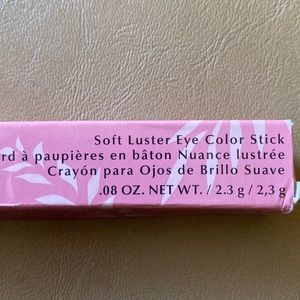 Soft Luster Eye Color Stick
rd à paupières en bâton Nuance lustrée
Crayón para Ojos de Brillo Suave
.08 OZ. NET WT. / 2.3 g / 2,3 g